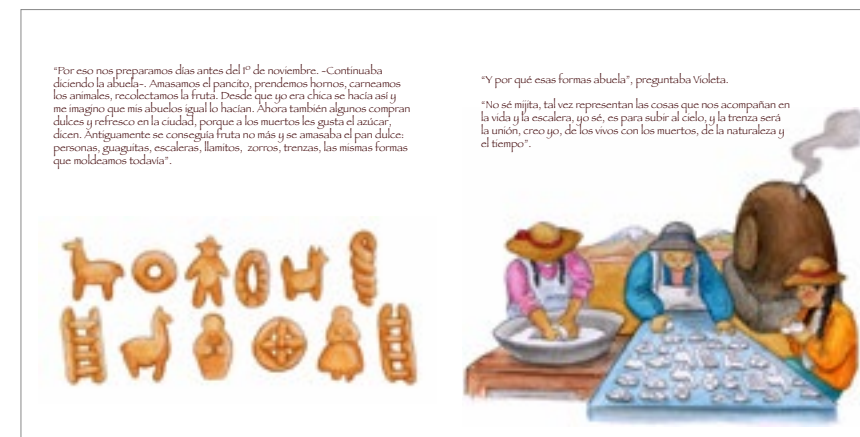 “Por eso nos preparamos días antes del 1º de noviembre. -Continuaba
diciendo la abuela-. Amasamos el pancito, prendemos hornos, carneamos
los animales, recolectamos la fruta. Desde que yo era chica se hacía así y
me imagino que mis abuelos igual lo hacían. Ahora también algunos compran
dulces y refresco en la ciudad, porque a los muertos les gusta el azúcar,
dicen. Antiguamente se conseguía fruta no más y se amasaba el pan dulce:
personas, guaguitas, escaleras, llamitos, zorros, trenzas, las mismas formas
que moldeamos todavía”.
“Y por qué esas formas abuela”, preguntaba Violeta.
“No sé mijita, tal vez representan las cosas que nos acompañan en
la vida y la escalera, yo sé, es para subir al cielo, y la trenza será
la unión, creo yo, de los vivos con los muertos, de la naturaleza y
el tiempo”.